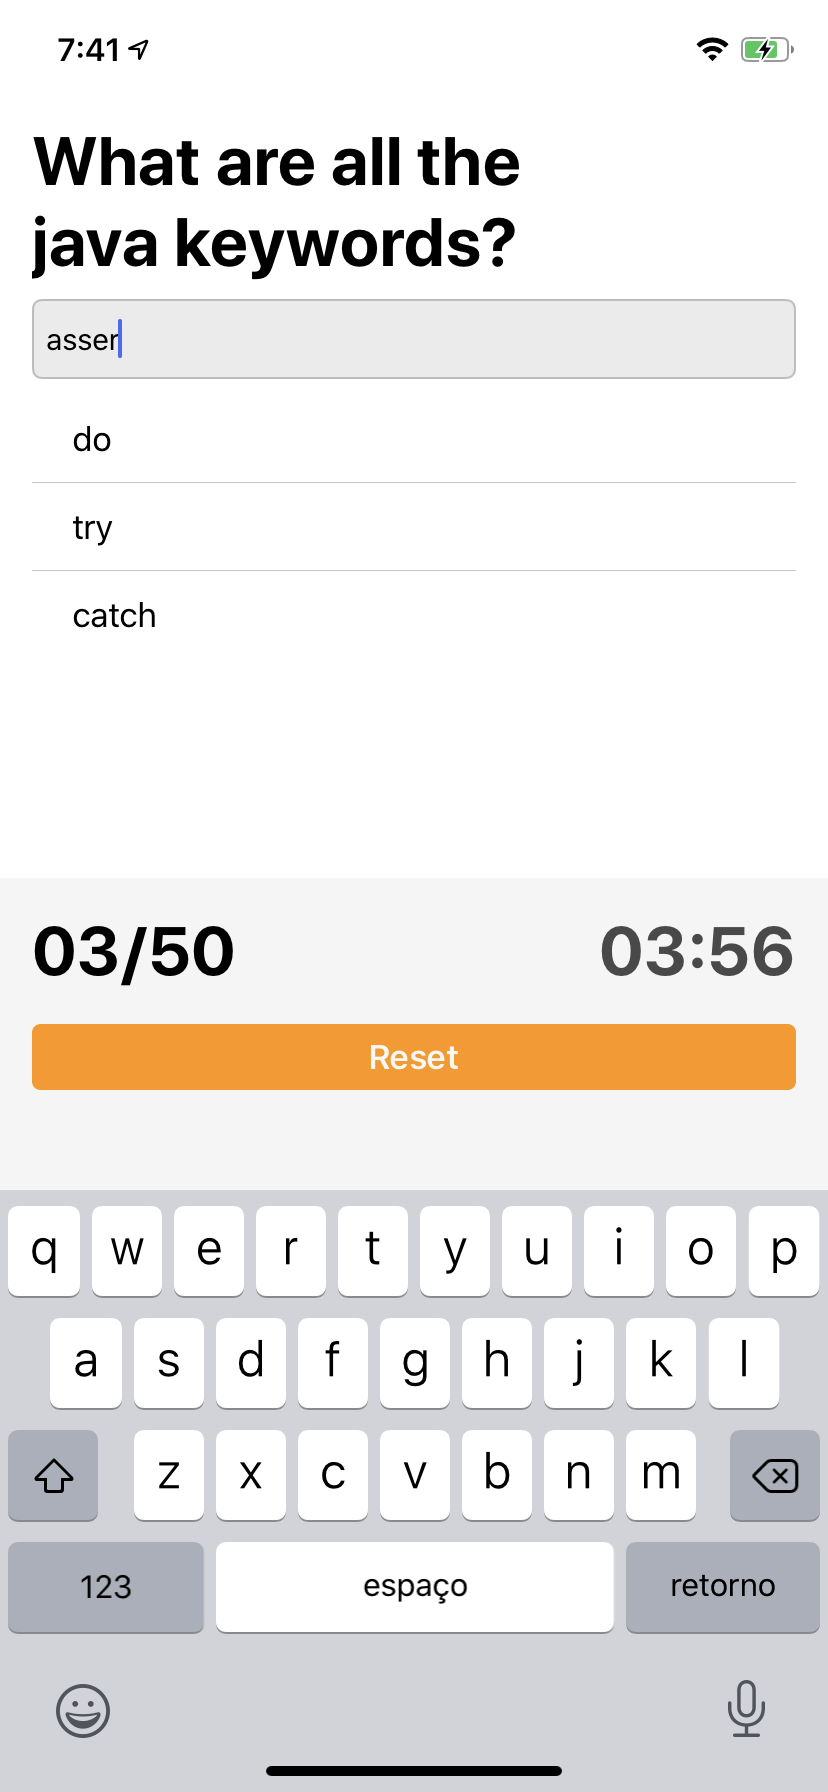 7:41
What are all the
java keywords?
asser
do
try
catch
03/50
03:56
Reset
q w e r t y u i o p
a s d f g h j k l
z x c v b n m
123 espaço retorno